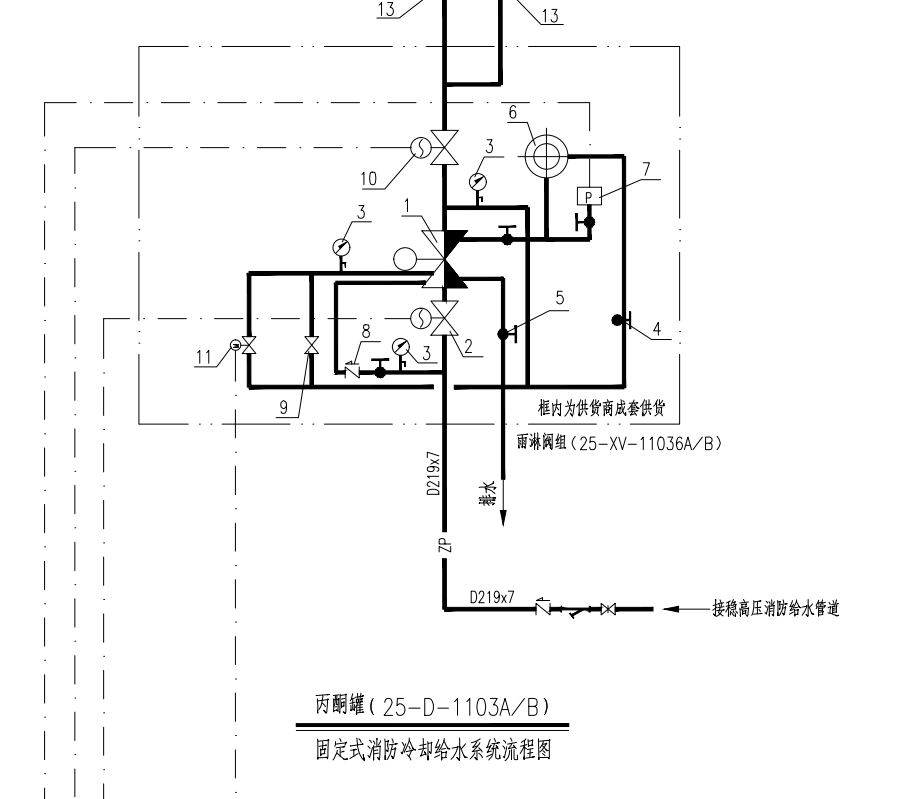 13
13
6
3
7
P
10
1
3
5
4
8
3
2
11
M
9
框内为供货商成套供货
雨淋阀组(25-XV-11036A/B)
D219x7
排水
ZP
D219x7
接稳高压消防给水管道
丙酮罐(25-D-1103A/B)
固定式消防冷却给水系统流程图